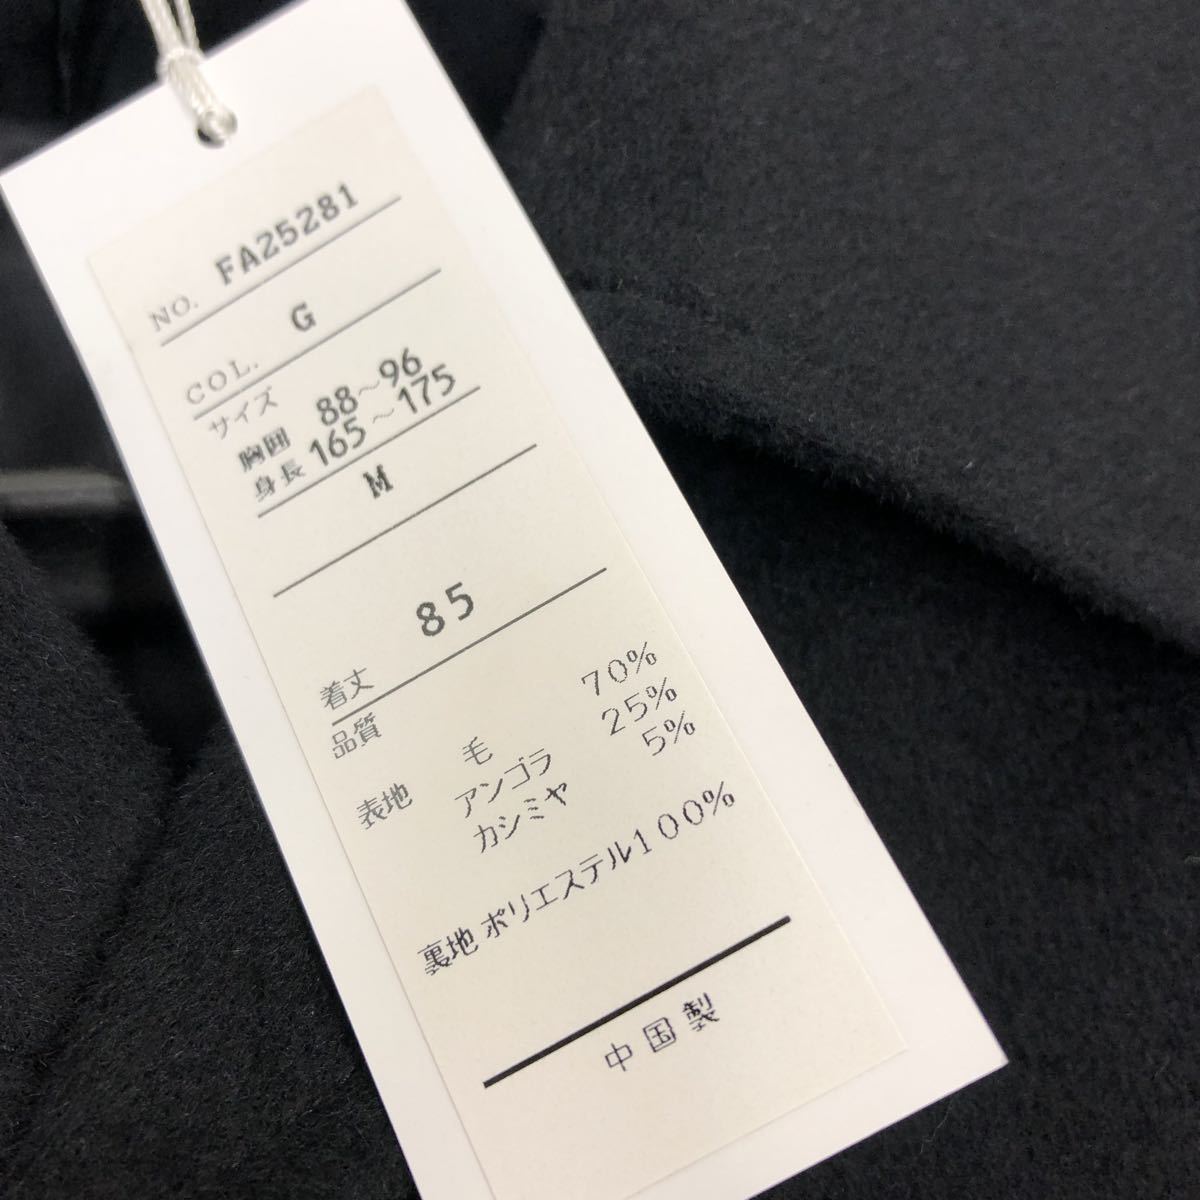 NO. FA25281
COL. G
サイズ
胸囲 88～96
身長 165～175
M
着丈 85
品質
表地 毛 70%
アンゴラ 25%
カシミヤ 5%
裏地 ポリエステル100%
中国製